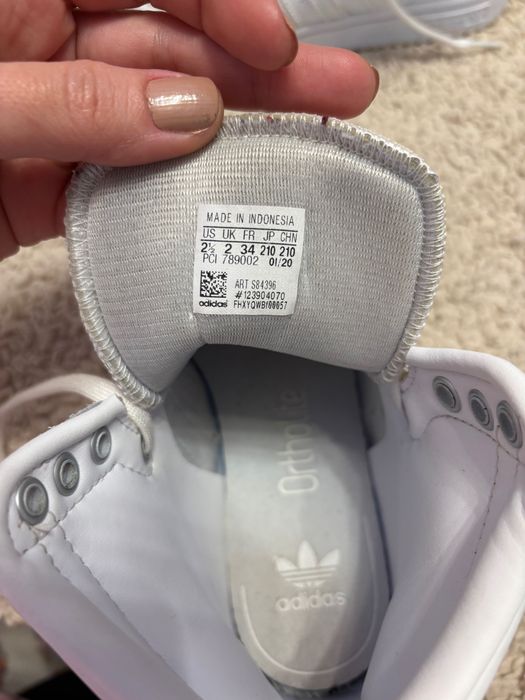 MADE IN INDONESIA
US UK FR JP CHN
2½ 2 34 210 210
PCI 789002 01/20
ART S84396
#123904070
adidas FHXYQWBf00057
OrthoLite
adidas